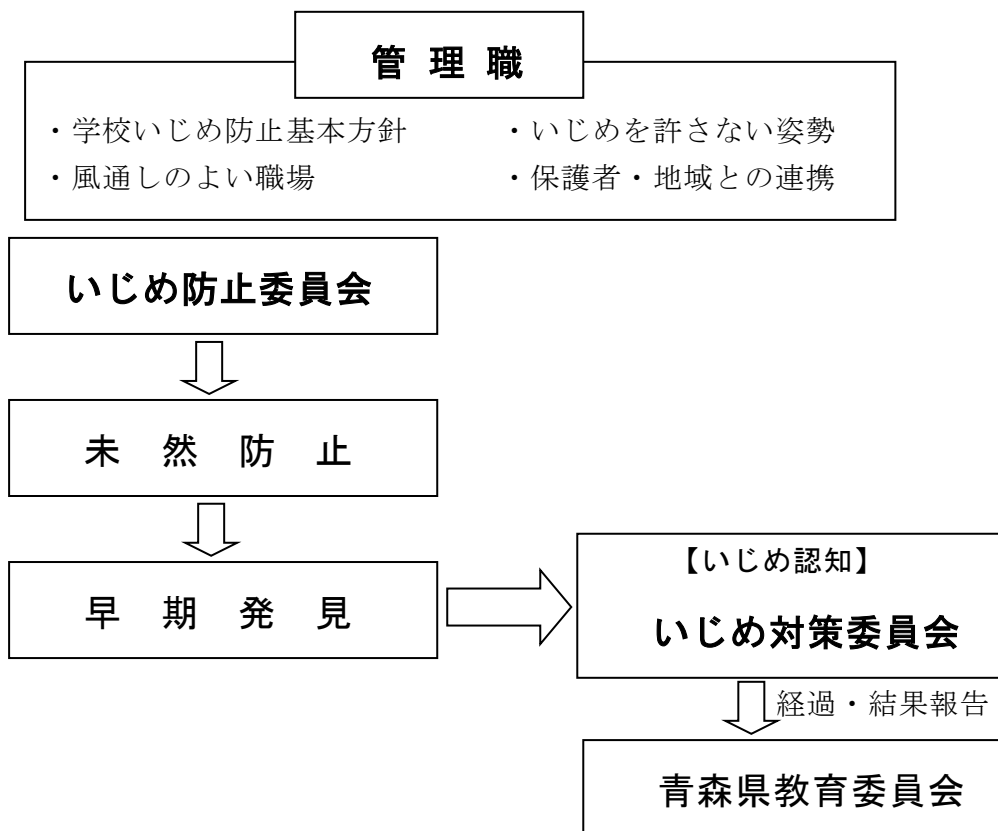 管 理 職
・学校いじめ防止基本方針 ・いじめを許さない姿勢
・風通しのよい職場 ・保護者・地域との連携
いじめ防止委員会
未 然 防 止
早 期 発 見
【いじめ認知】
いじめ対策委員会
経過・結果報告
青森県教育委員会